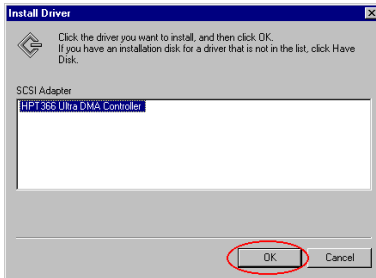 Install Driver
Click the driver you want to install, and then click OK.
If you have an installation disk for a driver that is not in the list, click Have
Disk.
SCSI Adapter
HPT366 Ultra DMA Controller
OK
Cancel